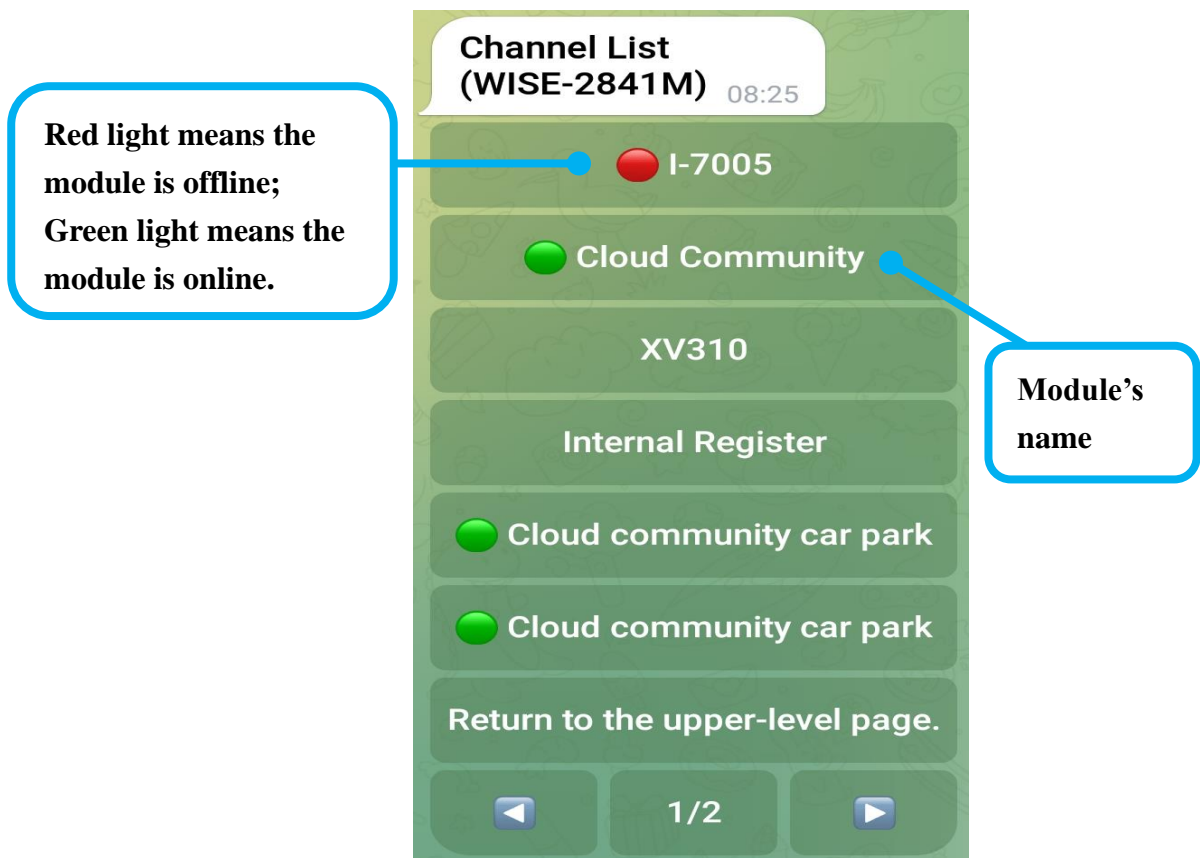 Channel List
(WISE-2841M) 08:25
Red light means the
module is offline;
Green light means the
module is online.
I-7005
Cloud Community
XV310
Module’s
name
Internal Register
Cloud community car park
Cloud community car park
Return to the upper-level page.
1/2